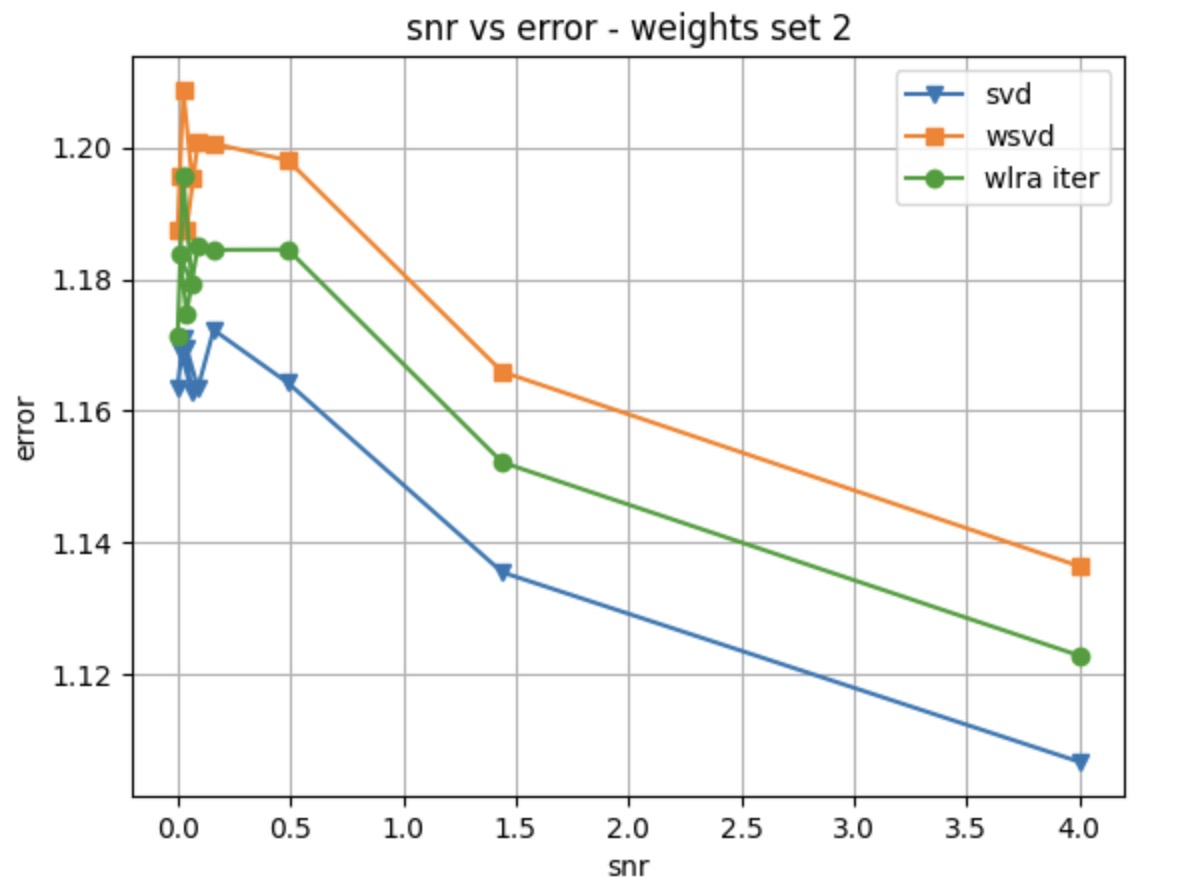 snr vs error - weights set 2
svd
wsvd
wlra iter
1.20
1.18
1.16
1.14
1.12
error
0.0 0.5 1.0 1.5 2.0 2.5 3.0 3.5 4.0
snr